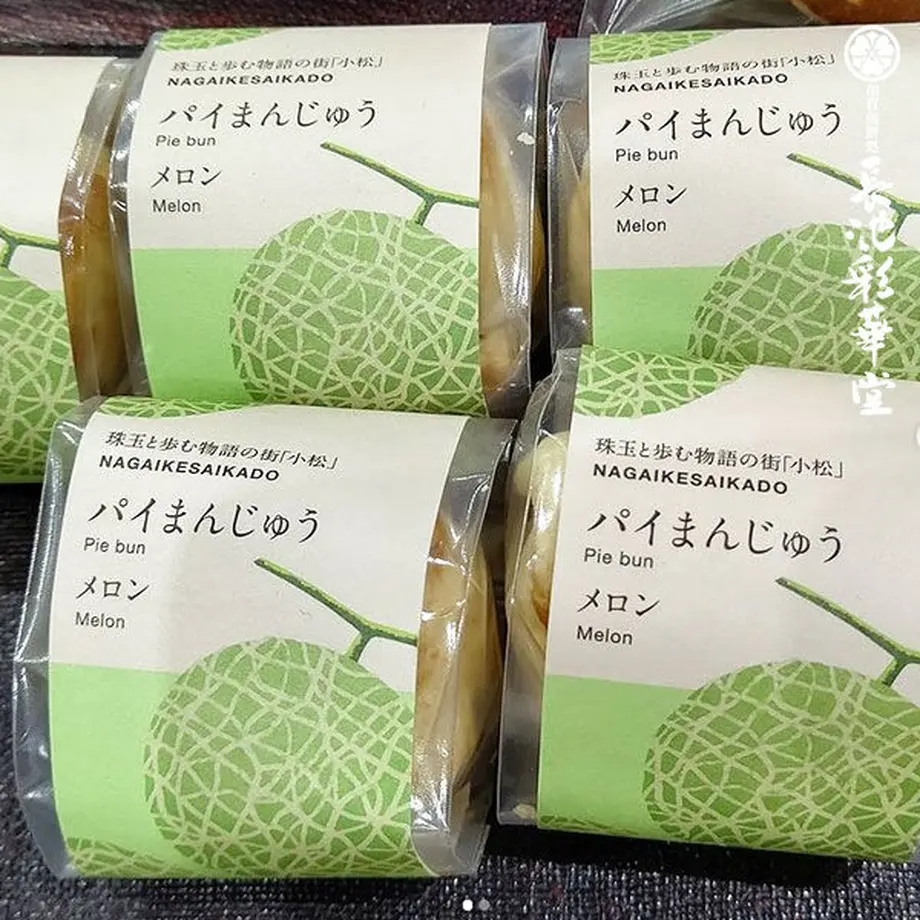 珠玉と歩む物語の街「小松」
NAGAIKESAIKADO
パイまんじゅう
Pie bun
メロン
Melon
珠玉と歩む物語の街「小松」
NAGAIKESAIKADO
パイまんじゅう
Pie bun
メロン
Melon
長池彩華堂
珠玉と歩む物語の街「小松」
NAGAIKESAIKADO
パイまんじゅう
Pie bun
メロン
Melon
珠玉と歩む物語の街「小松」
NAGAIKESAIKADO
パイまんじゅう
Pie bun
メロン
Melon